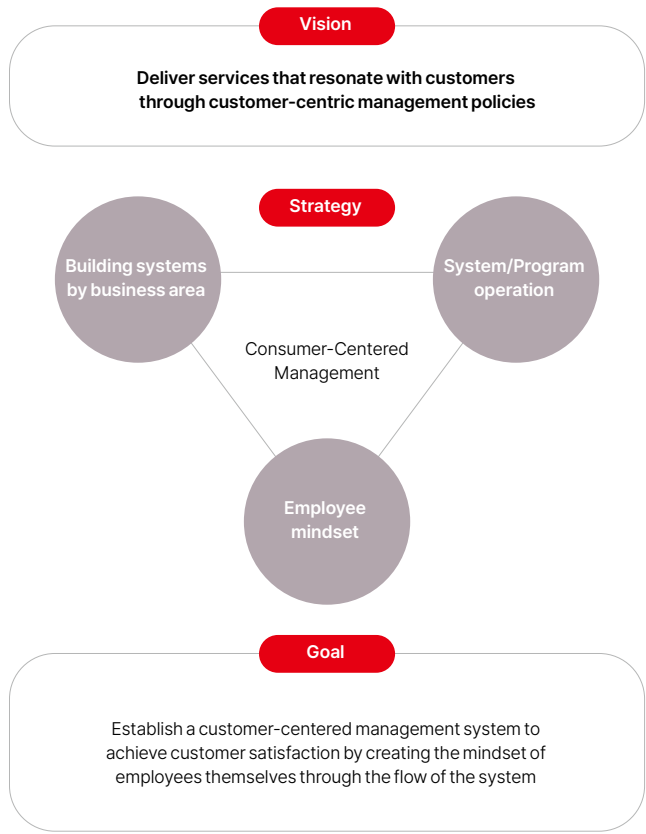 Vision
Deliver services that resonate with customers
through customer-centric management policies
Strategy
Building systems
by business area
System/Program
operation
Consumer-Centered
Management
Employee
mindset
Goal
Establish a customer-centered management system to
achieve customer satisfaction by creating the mindset of
employees themselves through the flow of the system